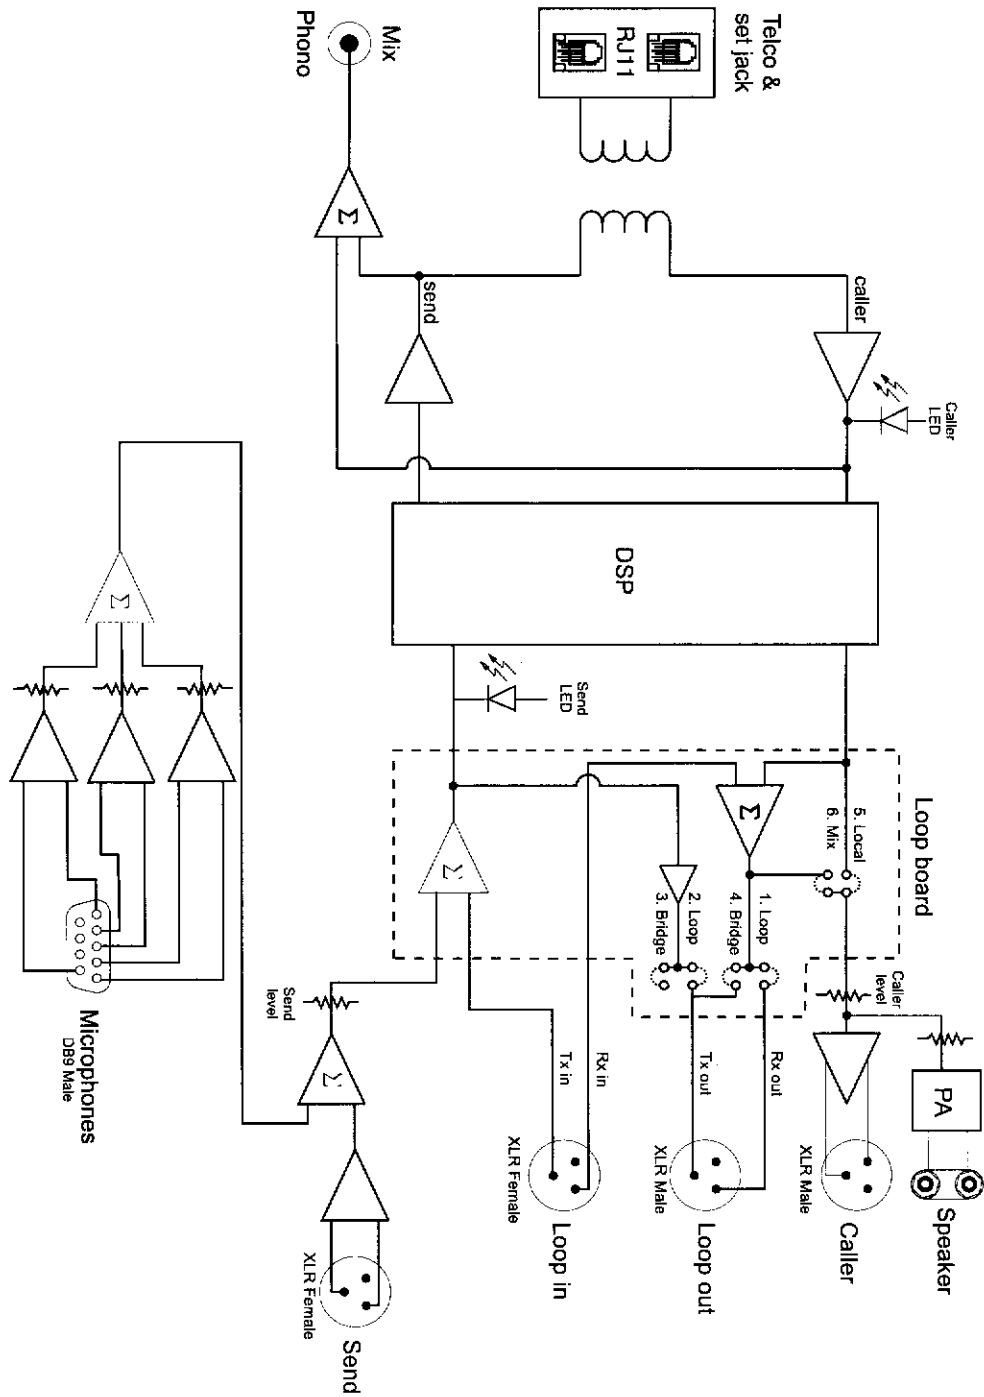 Telco &
set jack
RJ11
Mix
Phono
Σ
send
caller
Caller
LED
DSP
Send
LED
Loop board
5. Local
6. Mix
Σ
1. Loop
4. Bridge
2. Loop
3. Bridge
Σ
Caller
level
PA
Speaker
Rx out
Tx out
Rx in
Tx in
XLR Male
Caller
XLR Male
Loop out
XLR Female
Loop in
Send
level
Σ
XLR Female
Send
Σ
Microphones
DB9 Male